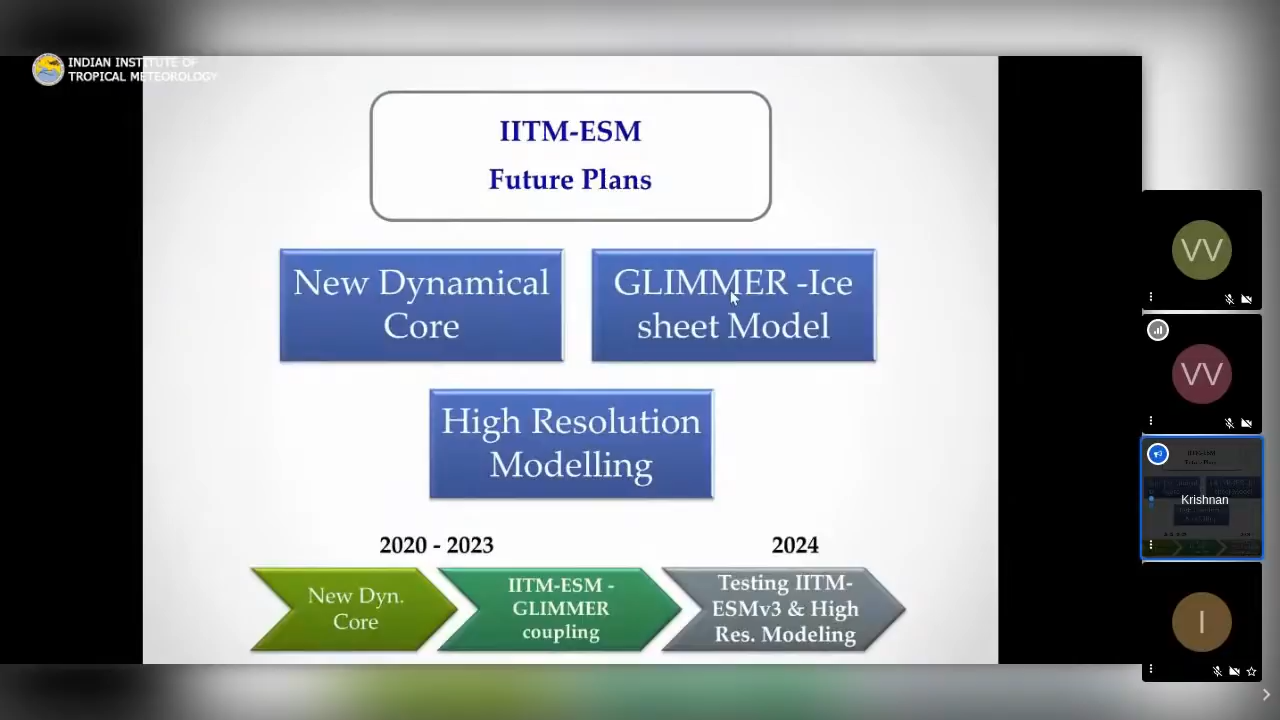 INDIAN INSTITUTE OF
TROPICAL METEOROLOGY
IITM-ESM
Future Plans
New Dynamical
Core
GLIMMER -Ice
sheet Model
High Resolution
Modelling
2020 - 2023
2024
New Dyn.
Core
IITM-ESM -
GLIMMER
coupling
Testing IITM-
ESMv3 & High
Res. Modeling
VV
VV
Krishnan
I